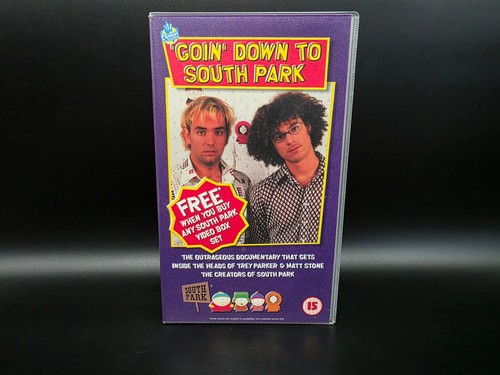 "GOIN' DOWN TO
SOUTH PARK
FREE*
WHEN YOU BUY
ANY SOUTH PARK
VIDEO BOX
SET
THE OUTRAGEOUS DOCUMENTARY THAT GETS
INSIDE THE HEADS OF TREY PARKER & MATT STONE
THE CREATORS OF SOUTH PARK
SOUTH
PARK
15